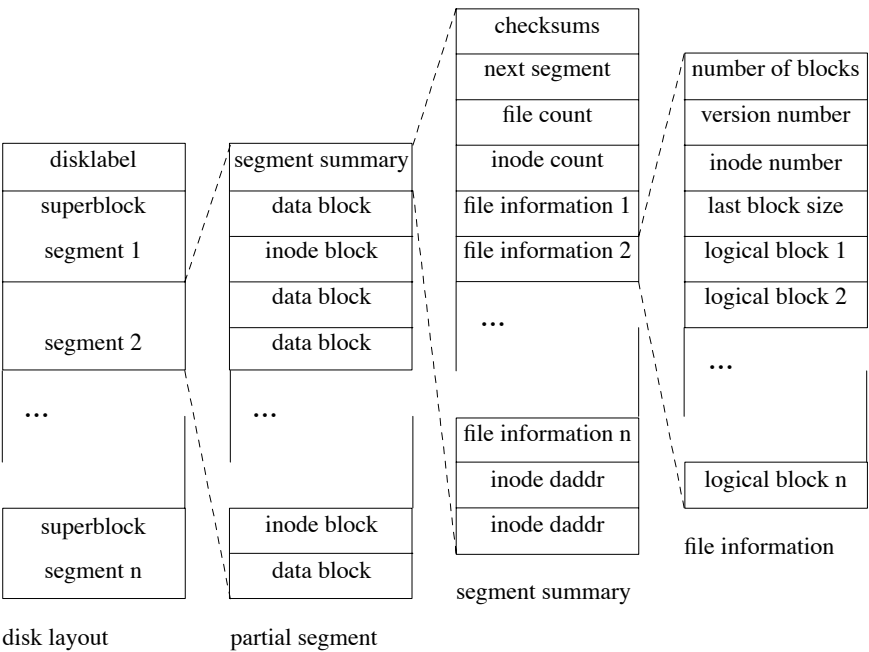 disklabel
superblock
segment 1
segment 2
...
superblock
segment n
disk layout
segment summary
data block
inode block
data block
data block
...
inode block
data block
partial segment
checksums
next segment
file count
inode count
file information 1
file information 2
...
file information n
inode daddr
inode daddr
segment summary
number of blocks
version number
inode number
last block size
logical block 1
logical block 2
...
logical block n
file information